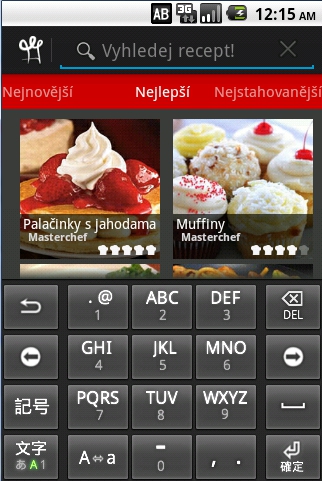 AB 3G 12:15 AM
Vyhledej recept!
Nejnovější Nejlepší Nejstahovanější
Palačinky s jahodama Muffiny
Masterchef Masterchef
. @ ABC DEF DEL
1 2 3
GHI JKL MNO
4 5 6
記号 PQRS TUV WXYZ
7 8 9
文字 A⇔a - , . 確定
あA1 0